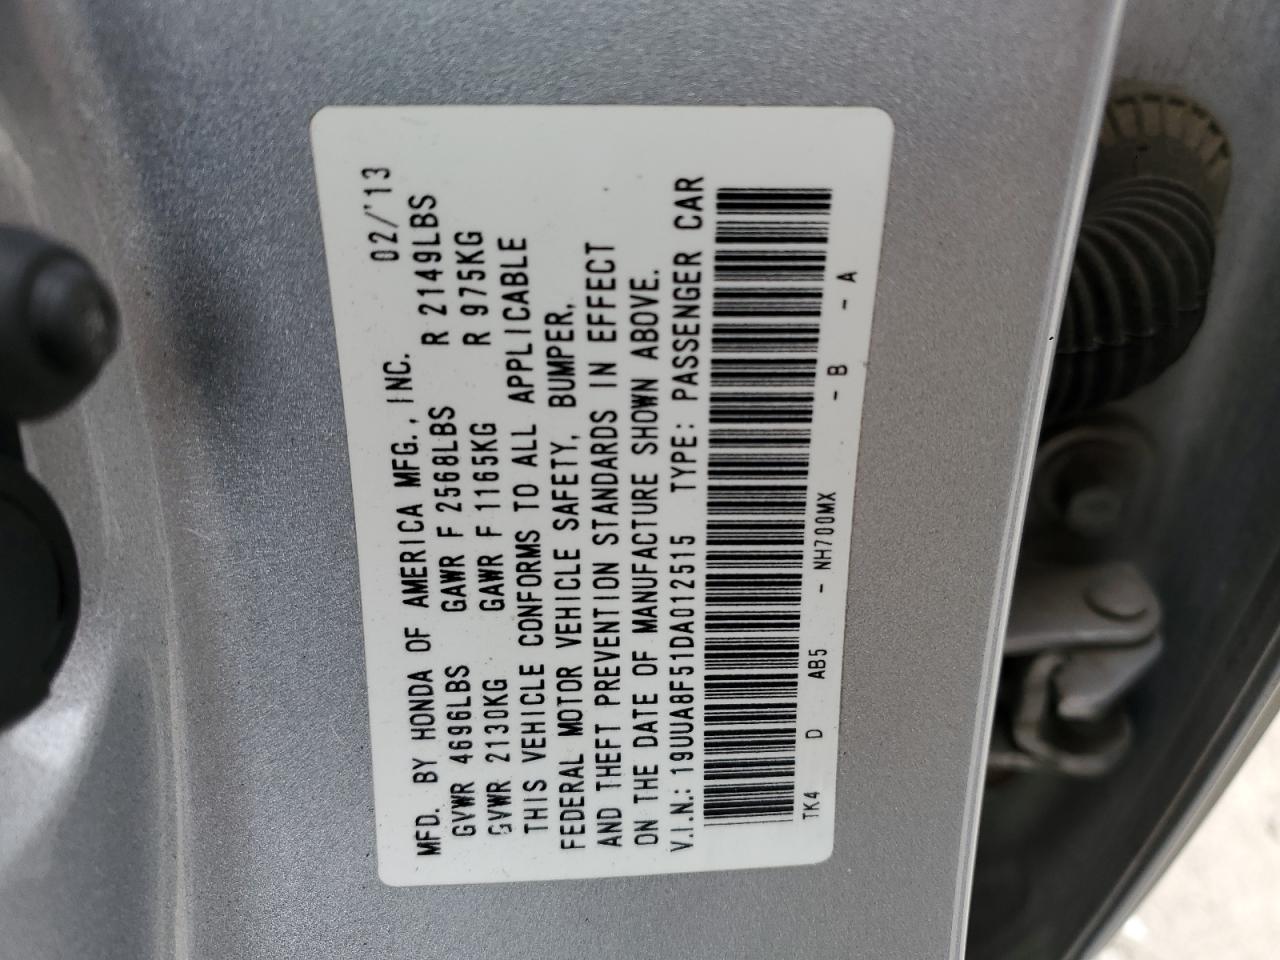 MFD. BY HONDA OF AMERICA MFG., INC. 02/'13
GVWR 4696LBS GAWR F 2568LBS R 2149LBS
GVWR 2130KG GAWR F 1165KG R 975KG
THIS VEHICLE CONFORMS TO ALL APPLICABLE
FEDERAL MOTOR VEHICLE SAFETY, BUMPER,
AND THEFT PREVENTION STANDARDS IN EFFECT
ON THE DATE OF MANUFACTURE SHOWN ABOVE.
V.I.N.: 19UUA8F51DA012515 TYPE: PASSENGER CAR
TK4 D AB5 - NH700MX - B - A